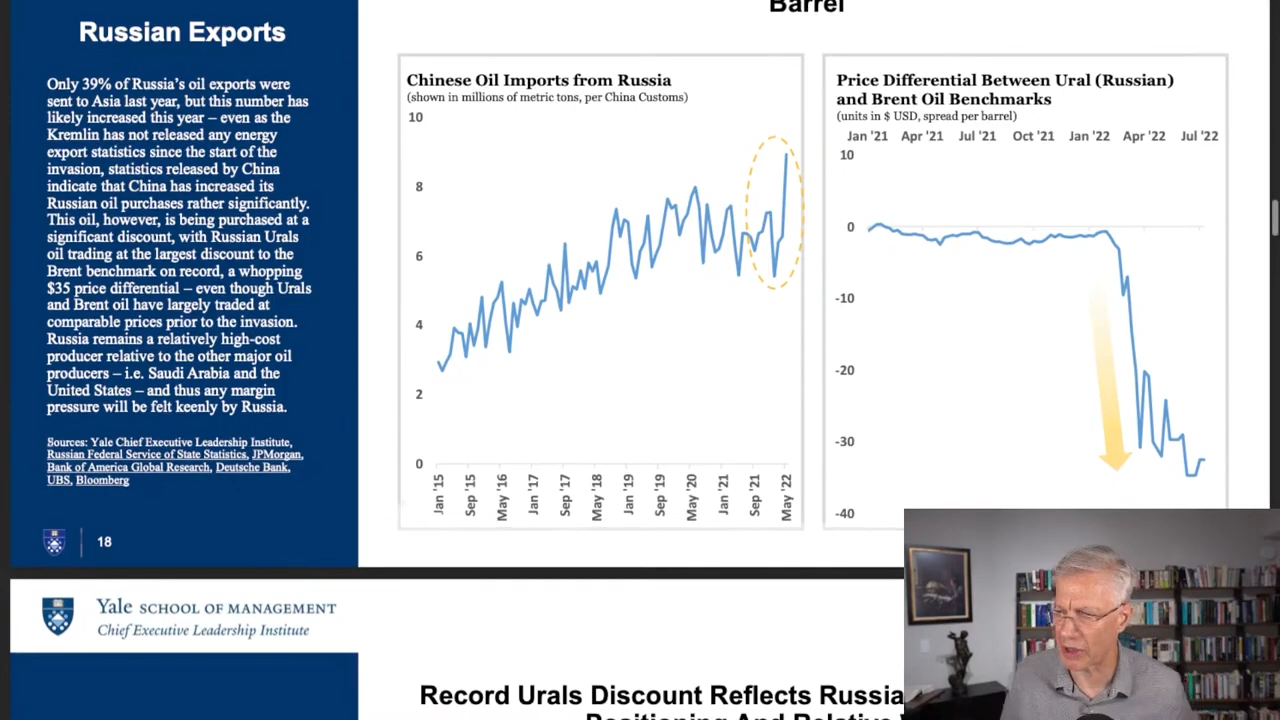 Russian Exports
Only 39% of Russia's oil exports were
sent to Asia last year, but this number has
likely increased this year – even as the
Kremlin has not released any energy
export statistics since the start of the
invasion, statistics released by China
indicate that China has increased its
Russian oil purchases rather significantly.
This oil, however, is being purchased at a
significant discount, with Russian Urals
oil trading at the largest discount to the
Brent benchmark on record, a whopping
$35 price differential – even though Urals
and Brent oil have largely traded at
comparable prices prior to the invasion.
Russia remains a relatively high-cost
producer relative to the other major oil
producers – i.e. Saudi Arabia and the
United States – and thus any margin
pressure will be felt keenly by Russia.
Sources: Yale Chief Executive Leadership Institute,
Russian Federal Service of State Statistics, JPMorgan,
Bank of America Global Research, Deutsche Bank,
UBS, Bloomberg
18
Barrel
Chinese Oil Imports from Russia
(shown in millions of metric tons, per China Customs)
10
8
6
4
2
0
Jan '15
Sep '15
May '16
Jan '17
Sep '17
May '18
Jan '19
Sep '19
May '20
Jan '21
Sep '21
May '22
Price Differential Between Ural (Russian)
and Brent Oil Benchmarks
(units in $ USD, spread per barrel)
Jan '21 Apr '21 Jul '21 Oct '21 Jan '22 Apr '22 Jul '22
10
0
-10
-20
-30
-40
Yale SCHOOL OF MANAGEMENT
Chief Executive Leadership Institute
Record Urals Discount Reflects Russia
Positioning And Relative